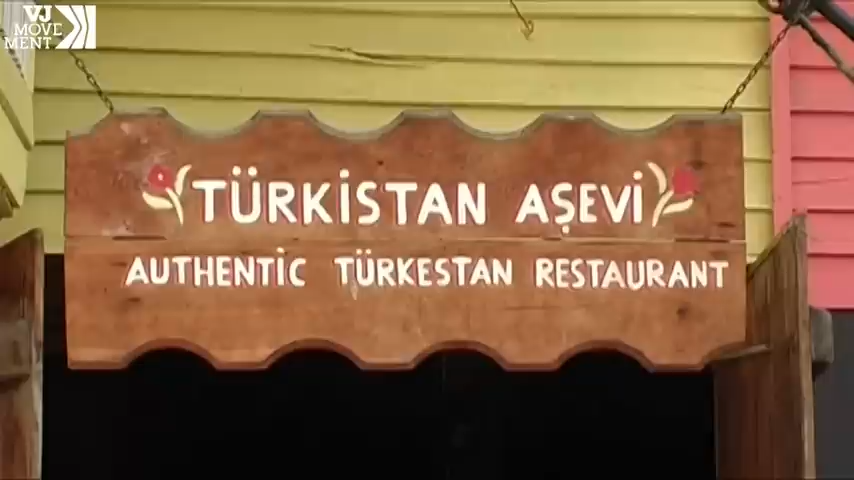 VJ
MOVE
MENT
TÜRKİSTAN AŞEVİ
AUTHENTİC TÜRKESTAN RESTAURANT